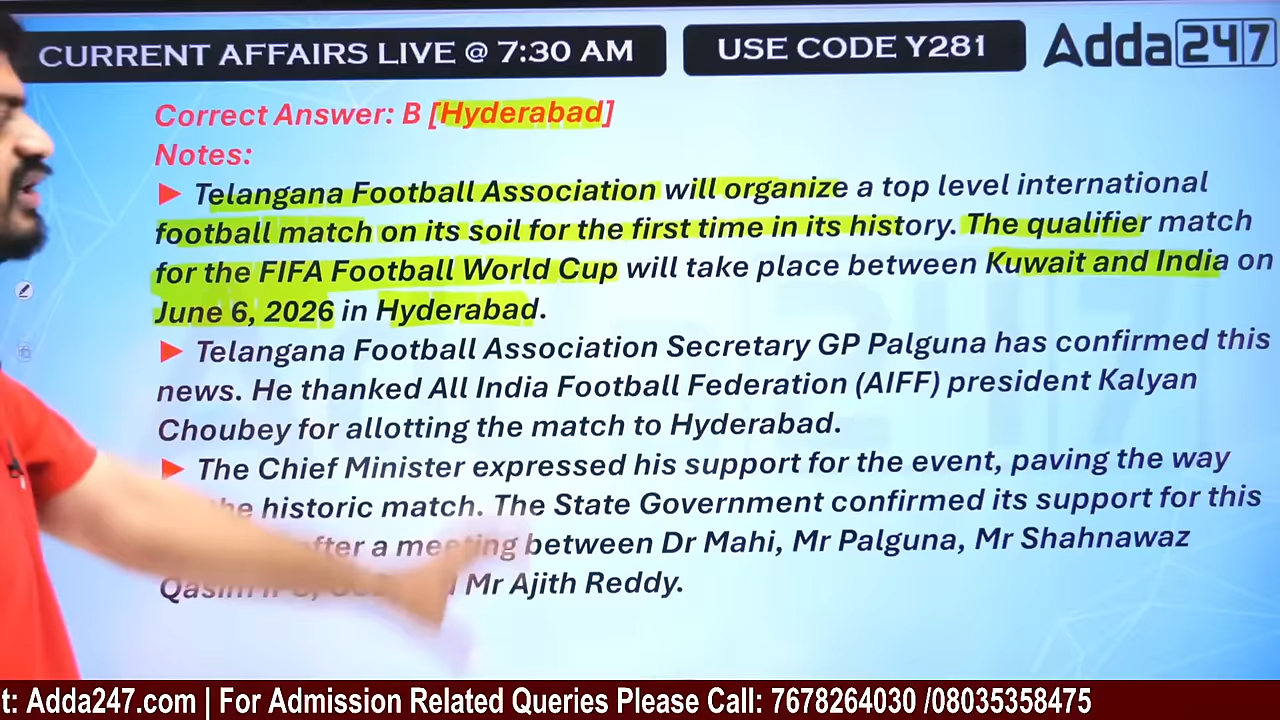 CURRENT AFFAIRS LIVE @ 7:30 AM
USE CODE Y281
Adda247
Correct Answer: B [Hyderabad]
Notes:
► Telangana Football Association will organize a top level international
football match on its soil for the first time in its history. The qualifier match
for the FIFA Football World Cup will take place between Kuwait and India on
June 6, 2026 in Hyderabad.
► Telangana Football Association Secretary GP Palguna has confirmed this
news. He thanked All India Football Federation (AIFF) president Kalyan
Choubey for allotting the match to Hyderabad.
► The Chief Minister expressed his support for the event, paving the way
historic match. The State Government confirmed its support for this
after a meeting between Dr Mahi, Mr Palguna, Mr Shahnawaz
Mr Ajith Reddy.
t: Adda247.com | For Admission Related Queries Please Call: 7678264030 /08035358475